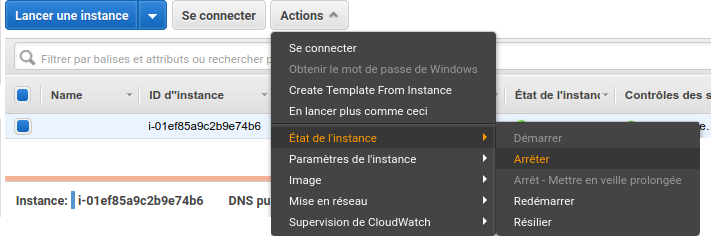 Lancer une instance
Se connecter
Actions
Filtrer par balises et attributs ou rechercher p
Se connecter
Obtenir le mot de passe de Windows
Create Template From Instance
En lancer plus comme ceci
État de l'instance
Paramètres de l'instance
Image
Mise en réseau
Supervision de CloudWatch
Name
ID d"instance
État de l'instanc
Contrôles des s
i-01ef85a9c2b9e74b6
Démarrer
Arrêter
Arrêt - Mettre en veille prolongée
Redémarrer
Résilier
Instance: i-01ef85a9c2b9e74b6
DNS pu